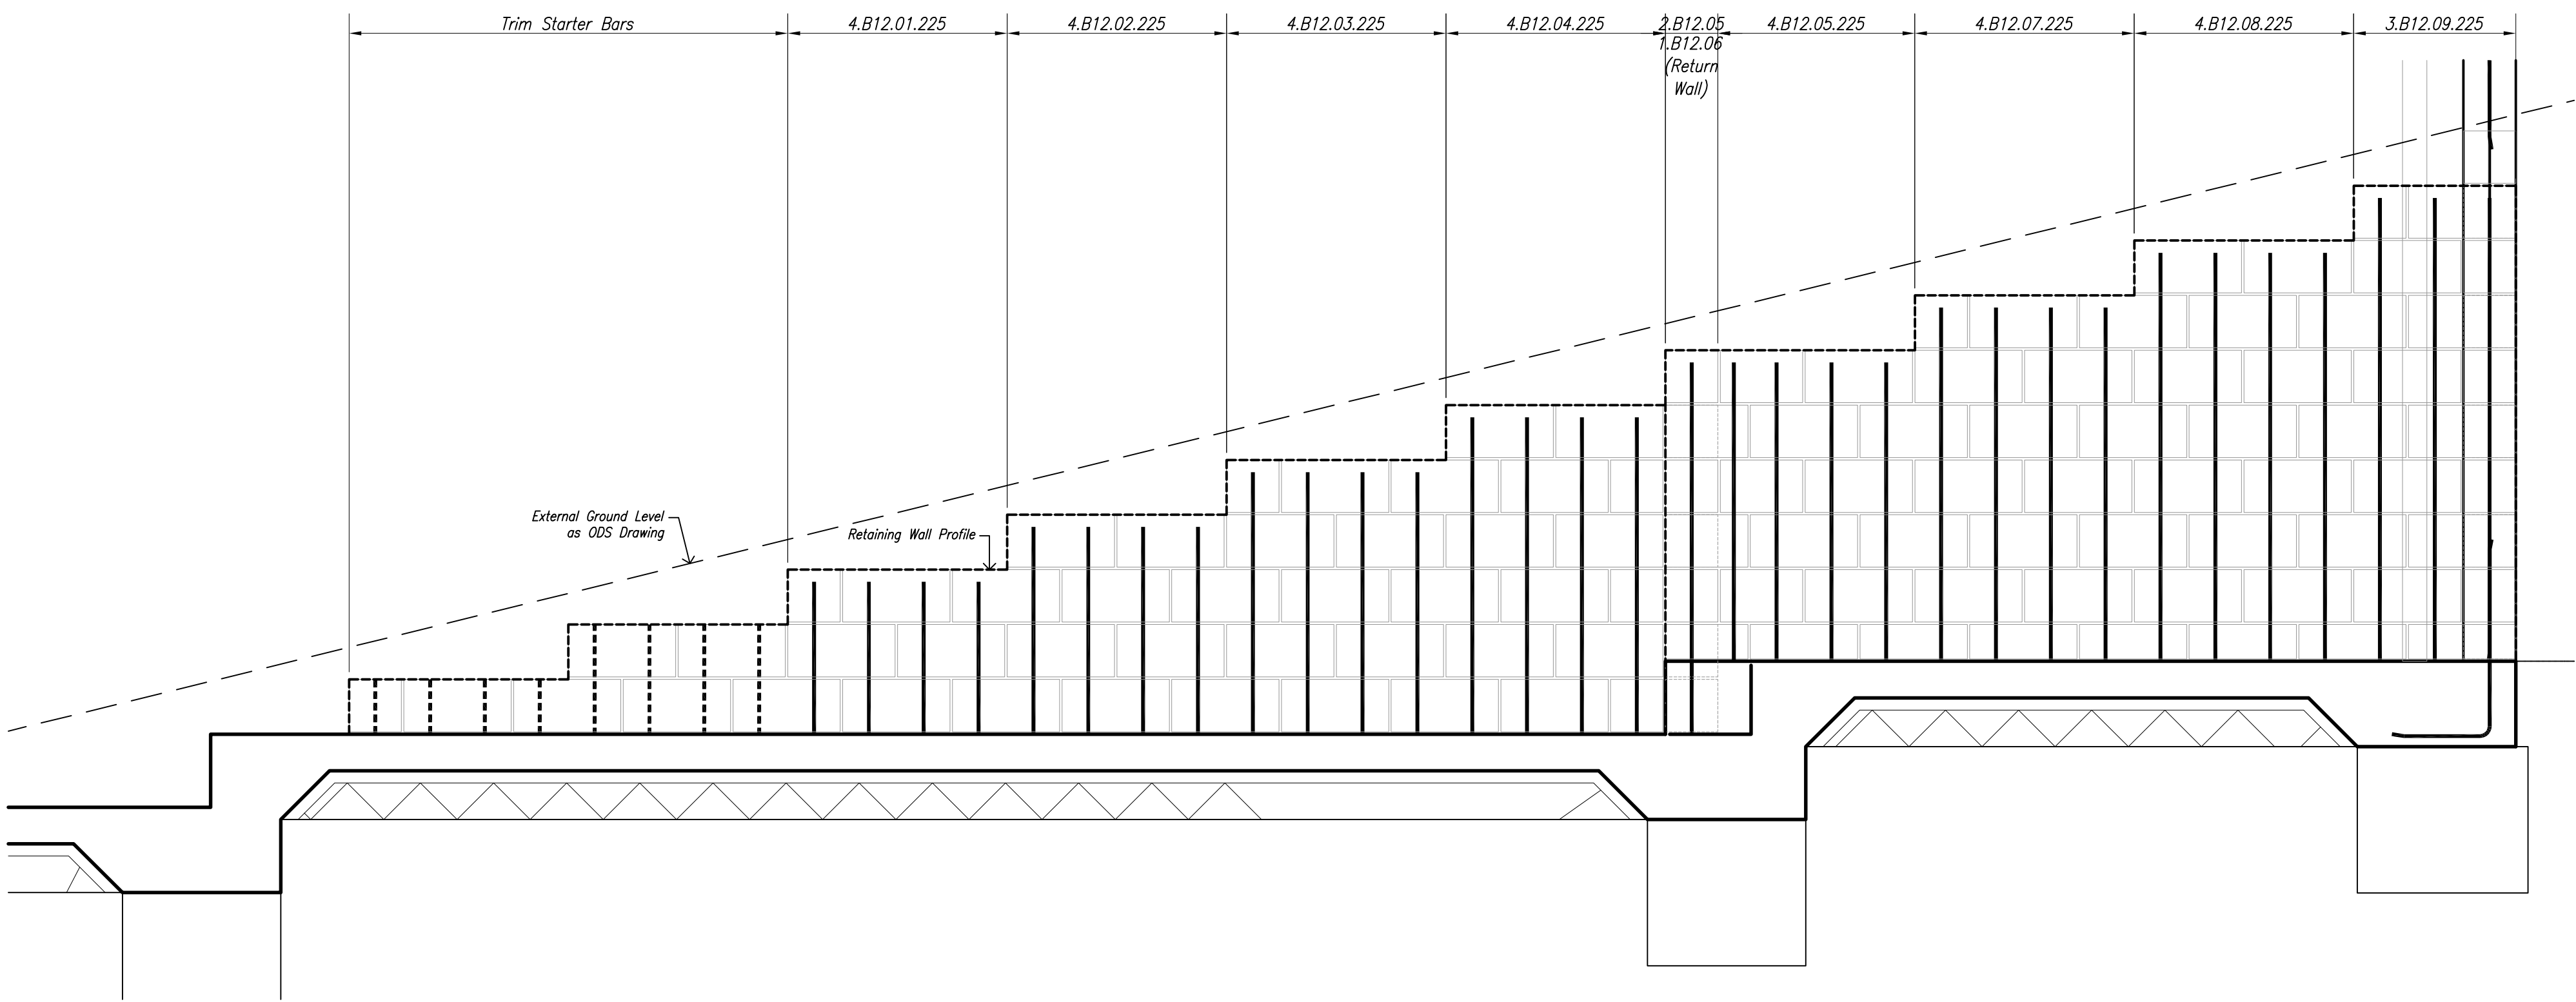 Trim Starter Bars
4.B12.01.225
4.B12.02.225
4.B12.03.225
4.B12.04.225
2.B12.05
1.B12.06
(Return
Wall)
4.B12.05.225
4.B12.07.225
4.B12.08.225
3.B12.09.225
External Ground Level
as ODS Drawing
Retaining Wall Profile